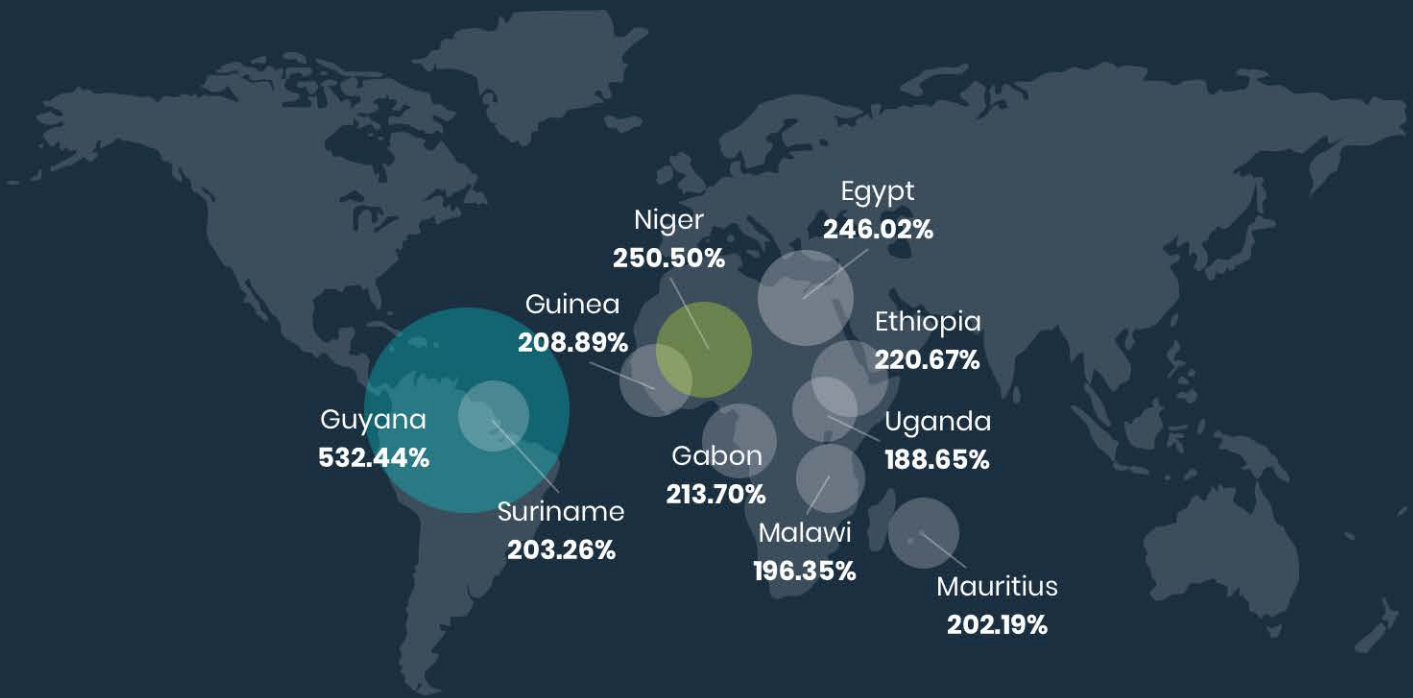 Egypt
246.02%
Niger
250.50%
Guinea
208.89%
Ethiopia
220.67%
Guyana
532.44%
Uganda
188.65%
Gabon
213.70%
Suriname
203.26%
Malawi
196.35%
Mauritius
202.19%